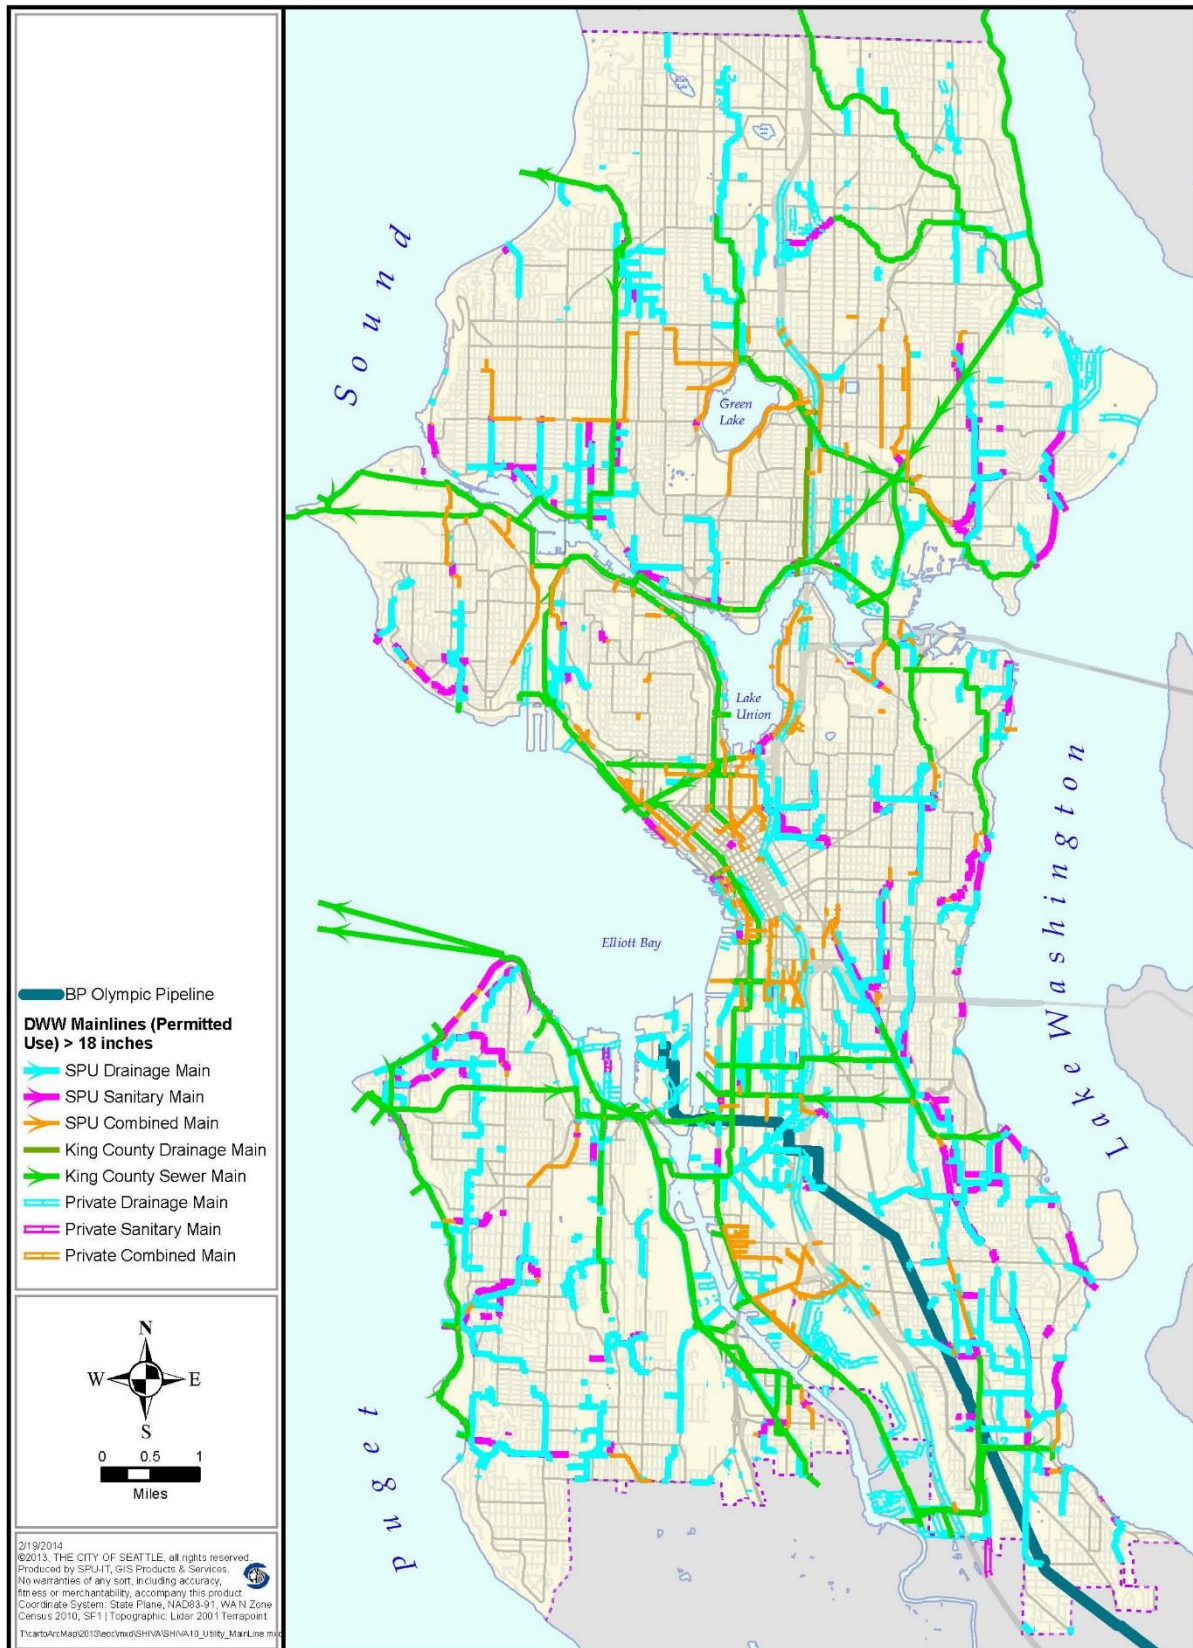 BP Olympic Pipeline
DWW Mainlines (Permitted
Use) > 18 inches
SPU Drainage Main
SPU Sanitary Main
SPU Combined Main
King County Drainage Main
King County Sewer Main
Private Drainage Main
Private Sanitary Main
Private Combined Main
N
W E
S
0 0.5 1
Miles
2/19/2014
©2013, THE CITY OF SEATTLE, all rights reserved.
Produced by SPU-IT, GIS Products & Services.
No warranties of any sort, including accuracy,
fitness or merchantability, accompany this product.
Coordinate System: State Plane, NAD83-91, WA N Zone
Census 2010, SF1 | Topographic: Lidar 2001 Terrapoint
Puget Sound
Green
Lake
Lake
Union
Elliott Bay
Lake Washington